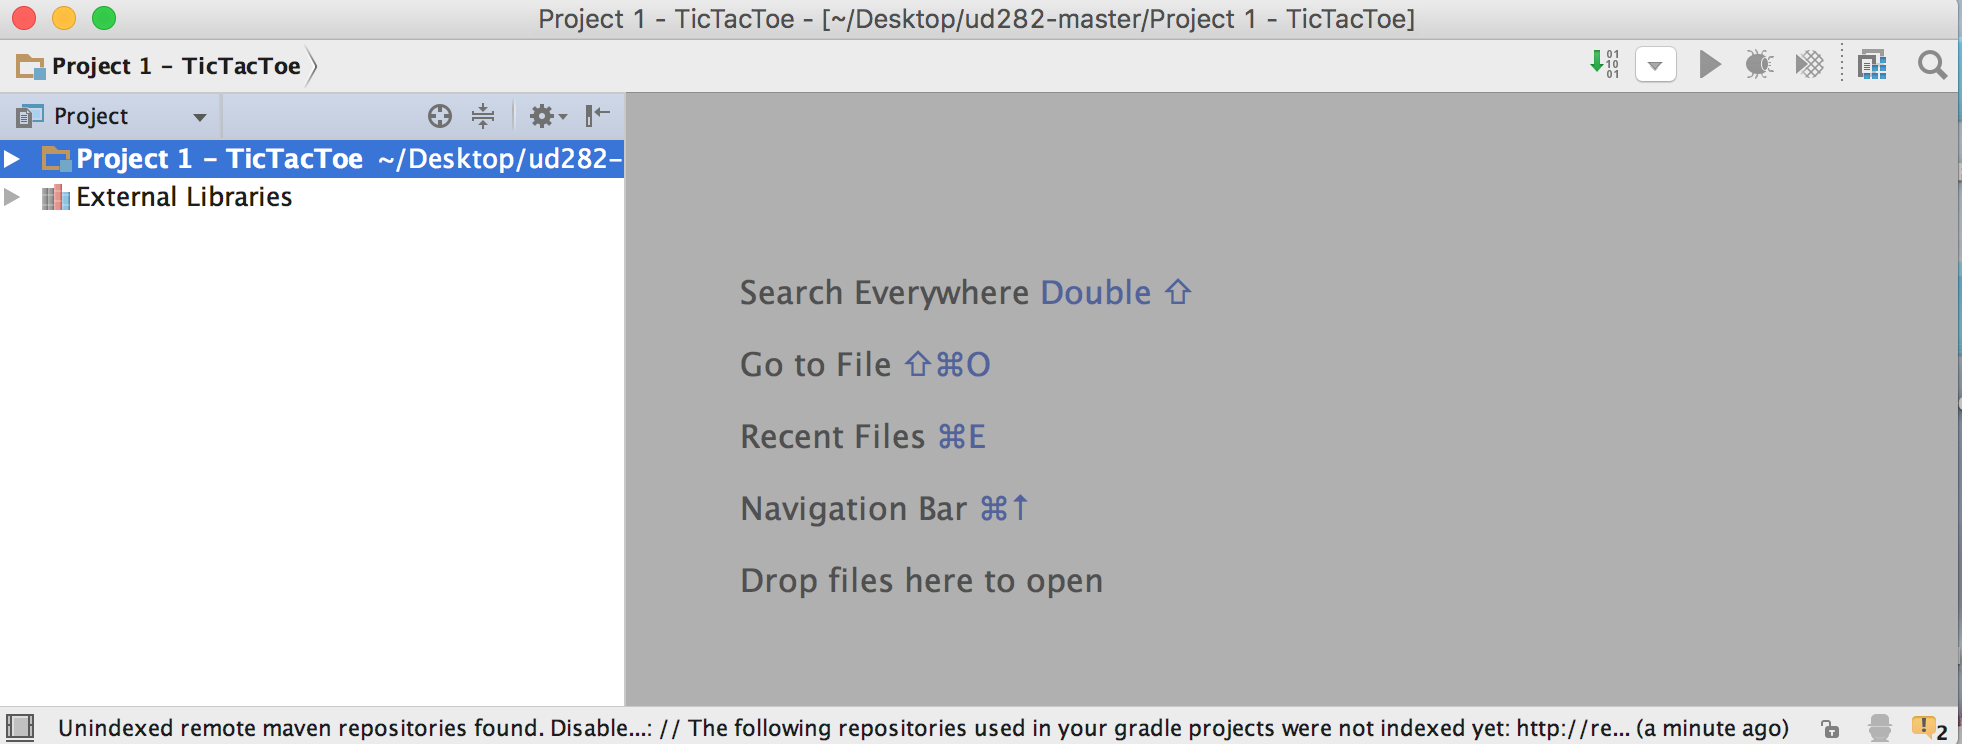 Project 1 - TicTacToe - [~/Desktop/ud282-master/Project 1 - TicTacToe]
Project 1 - TicTacToe
01
10
01
Project
Project 1 - TicTacToe ~/Desktop/ud282-
External Libraries
Search Everywhere Double ⇧
Go to File ⇧⌘O
Recent Files ⌘E
Navigation Bar ⌘↑
Drop files here to open
Unindexed remote maven repositories found. Disable...: // The following repositories used in your gradle projects were not indexed yet: http://re... (a minute ago)
! 2